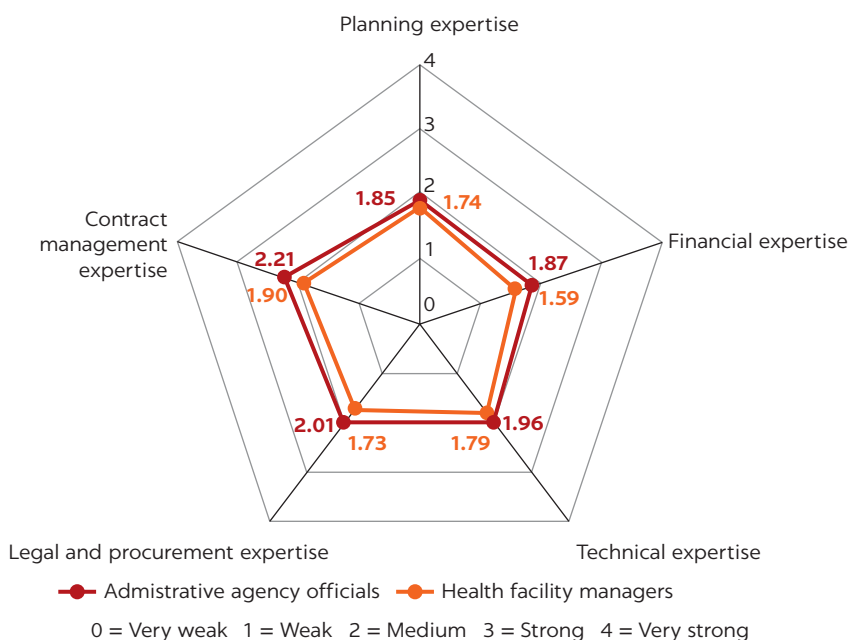 Planning expertise
4
3
2
1
0
1.85
1.74
Contract
management
expertise
2.21
1.90
Financial expertise
1.87
1.59
2.01
1.73
1.79
1.96
Legal and procurement expertise
Technical expertise
Admistrative agency officials
Health facility managers
0 = Very weak 1 = Weak 2 = Medium 3 = Strong 4 = Very strong